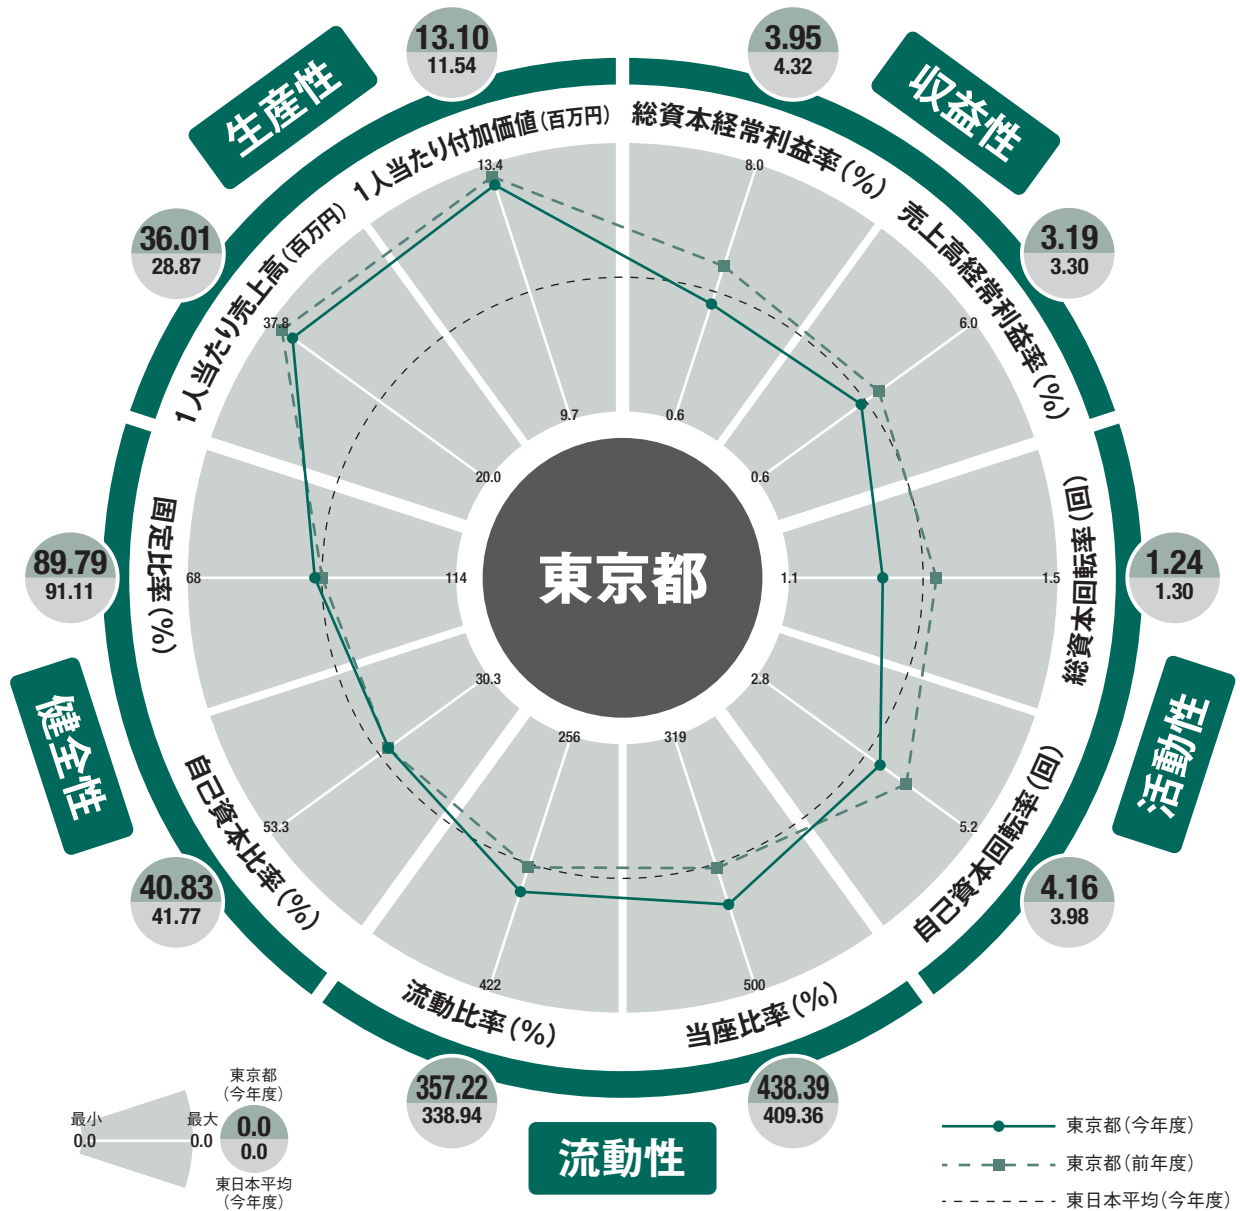 生産性
13.10
11.54
1人当たり付加価値(百万円)
13.4
9.7
3.95
4.32
総資本経常利益率(%)
8.0
0.6
収益性
3.19
3.30
売上高経常利益率(%)
6.0
0.6
36.01
28.87
1人当たり売上高(百万円)
37.8
20.0
89.79
91.11
固定比率(%)
68
114
東京都
1.1
1.5
総資本回転率(回)
1.24
1.30
健全性
40.83
41.77
自己資本比率(%)
53.3
30.3
活動性
4.16
3.98
自己資本回転率(回)
5.2
2.8
256
422
流動比率(%)
357.22
338.94
319
500
当座比率(%)
438.39
409.36
流動性
最小
0.0
最大
0.0
東京都
(今年度)
0.0
0.0
東日本平均
(今年度)
東京都(今年度)
東京都(前年度)
東日本平均(今年度)